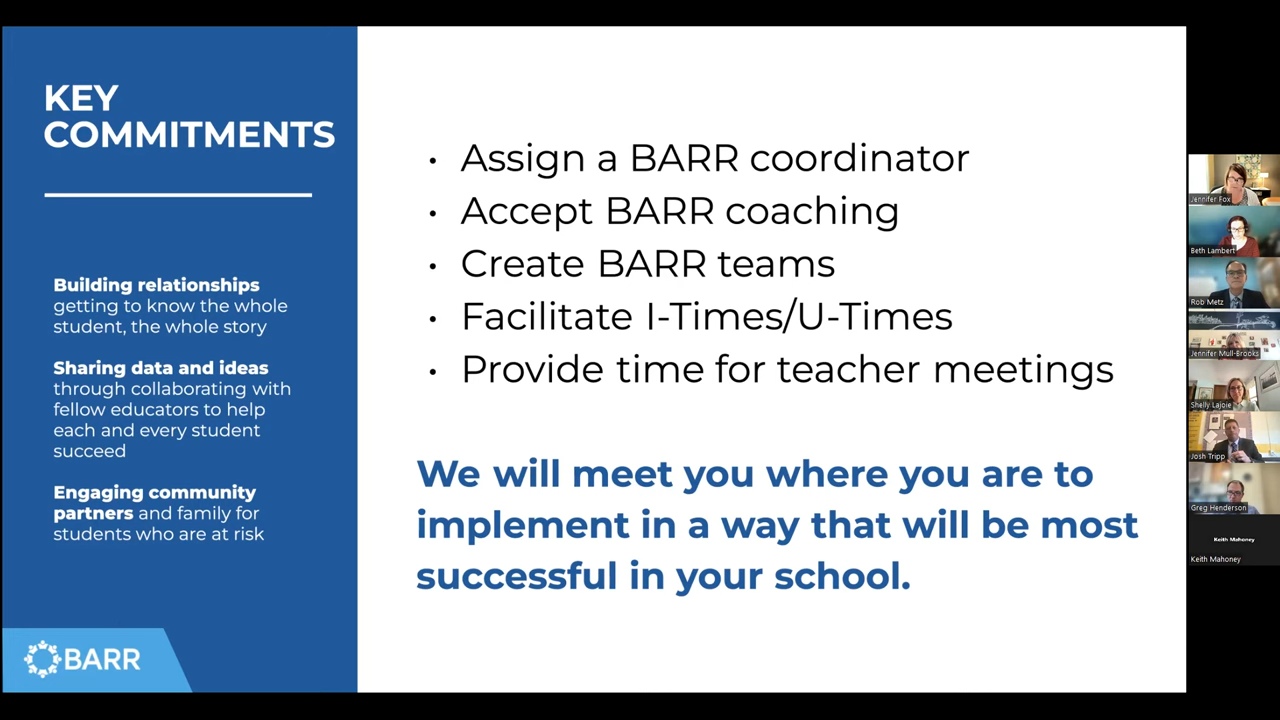 KEY
COMMITMENTS
Building relationships
getting to know the whole
student, the whole story
Sharing data and ideas
through collaborating with
fellow educators to help
each and every student
succeed
Engaging community
partners and family for
students who are at risk
BARR
• Assign a BARR coordinator
• Accept BARR coaching
• Create BARR teams
• Facilitate I-Times/U-Times
• Provide time for teacher meetings
We will meet you where you are to
implement in a way that will be most
successful in your school.
Jennifer Fox
Beth Lambert
Rob Metz
Jennifer Mull-Brooks
Shelly Lajoie
Josh Tripp
Greg Henderson
Keith Mahoney
Keith Mahoney